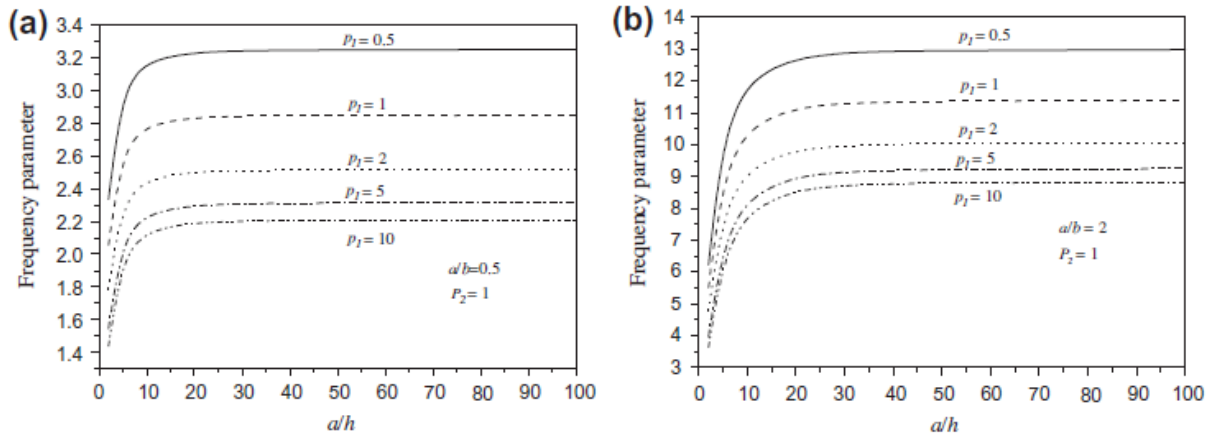 (a)
Frequency parameter
3.4
3.2
3.0
2.8
2.6
2.4
2.2
2.0
1.8
1.6
1.4
p₁ = 0.5
p₁ = 1
p₁ = 2
p₁ = 5
p₁ = 10
a/b=0.5
P₂ = 1
0 10 20 30 40 50 60 70 80 90 100
a/h
(b)
Frequency parameter
14
13
12
11
10
9
8
7
6
5
4
3
p₁ = 0.5
p₁ = 1
p₁ = 2
p₁ = 5
p₁ = 10
a/b = 2
P₂ = 1
0 10 20 30 40 50 60 70 80 90 100
a/h